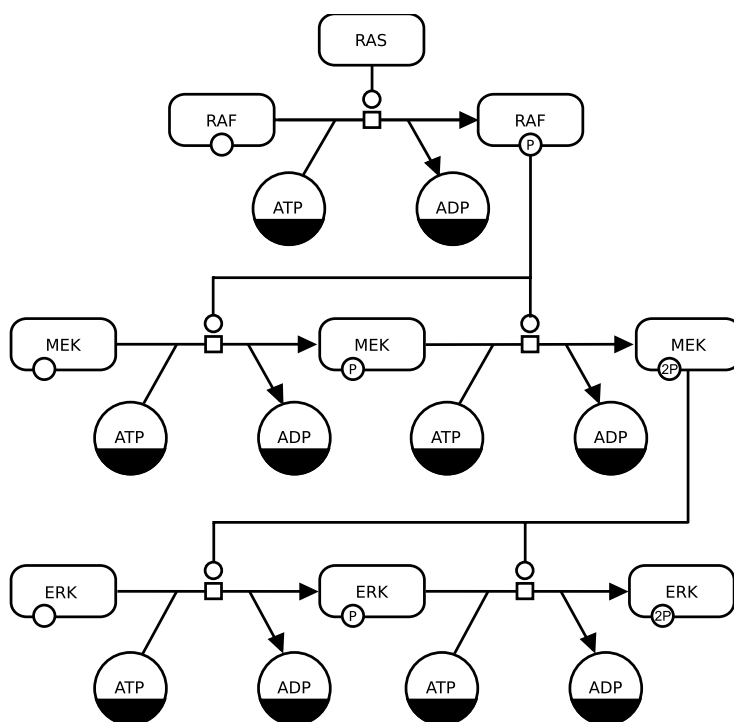 RAS
RAF
RAF
P
ATP
ADP
MEK
MEK
P
MEK
2P
ATP
ADP
ATP
ADP
ERK
ERK
P
ERK
2P
ATP
ADP
ATP
ADP